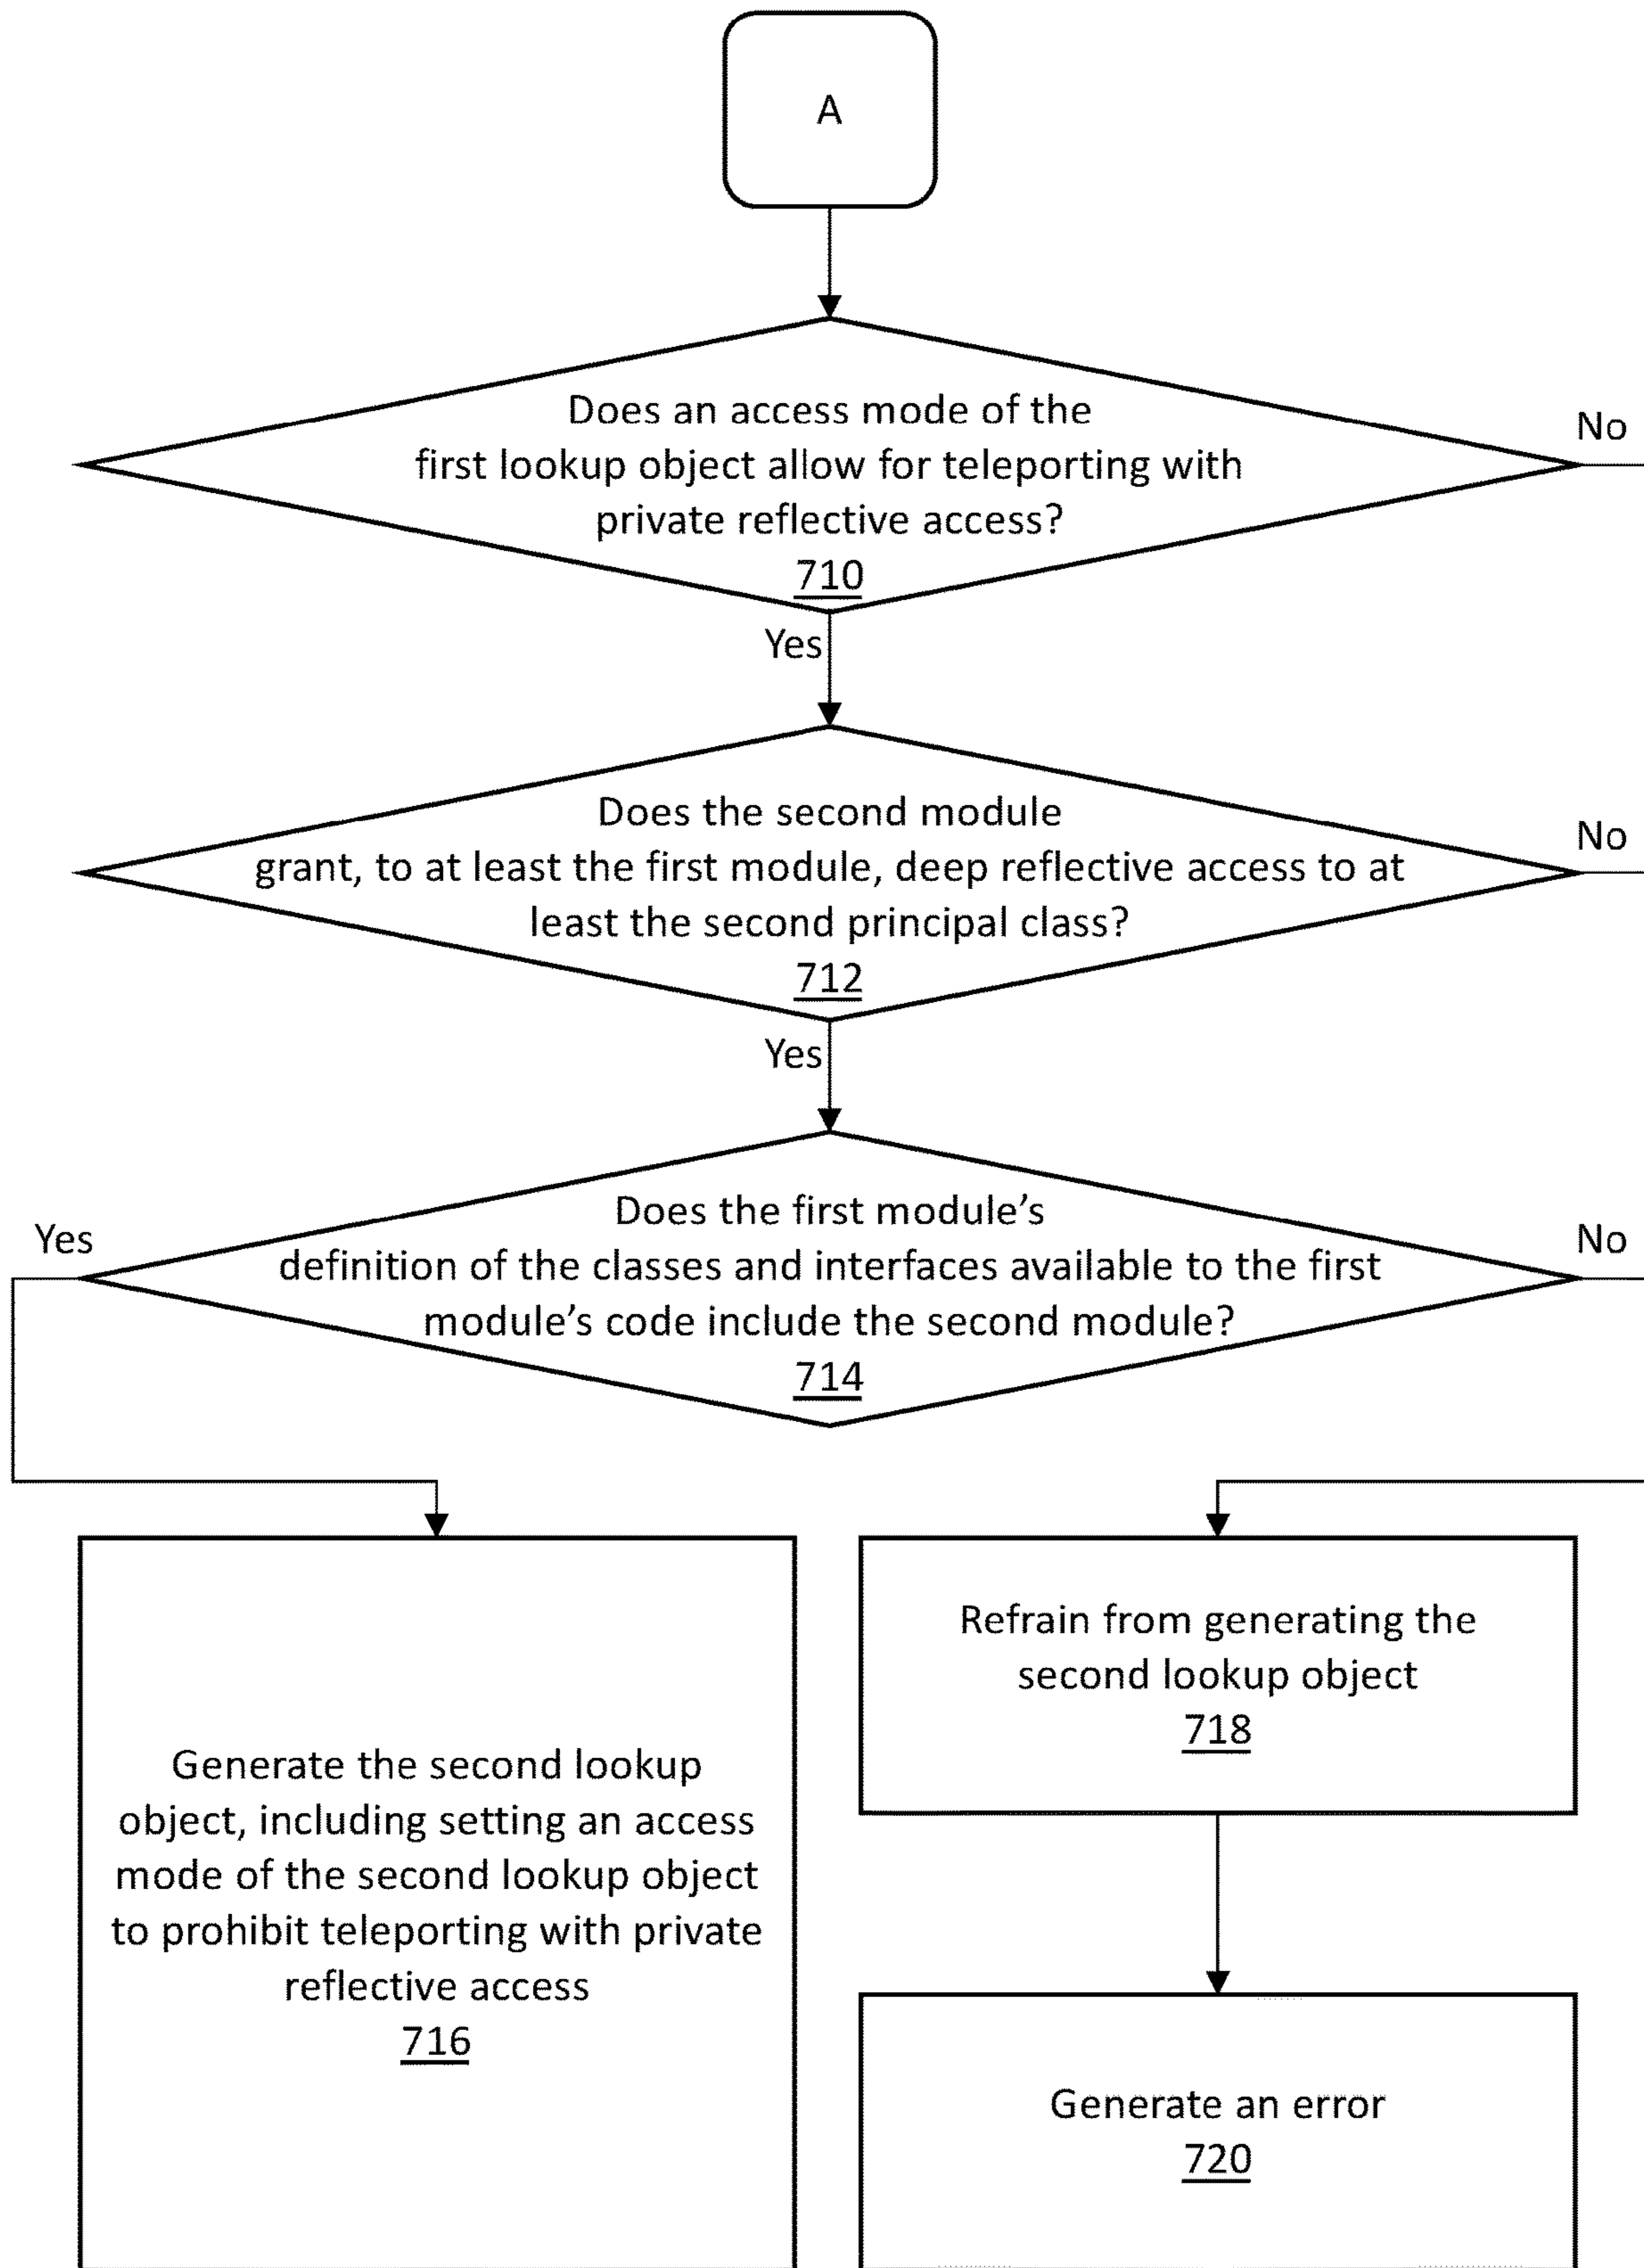 A
Does an access mode of the
first lookup object allow for teleporting with
private reflective access?
710
No
Yes
Does the second module
grant, to at least the first module, deep reflective access to at
least the second principal class?
712
No
Yes
Does the first module’s
definition of the classes and interfaces available to the first
module’s code include the second module?
714
Yes
No
Generate the second lookup
object, including setting an access
mode of the second lookup object
to prohibit teleporting with private
reflective access
716
Refrain from generating the
second lookup object
718
Generate an error
720